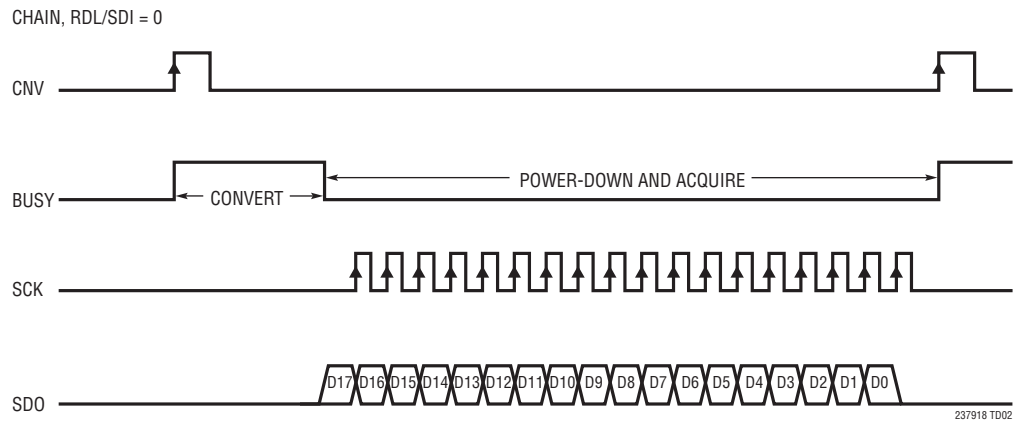 CHAIN, RDL/SDI = 0
CNV
BUSY
CONVERT
POWER-DOWN AND ACQUIRE
SCK
SDO
D17 D16 D15 D14 D13 D12 D11 D10 D9 D8 D7 D6 D5 D4 D3 D2 D1 D0
237918 TD02